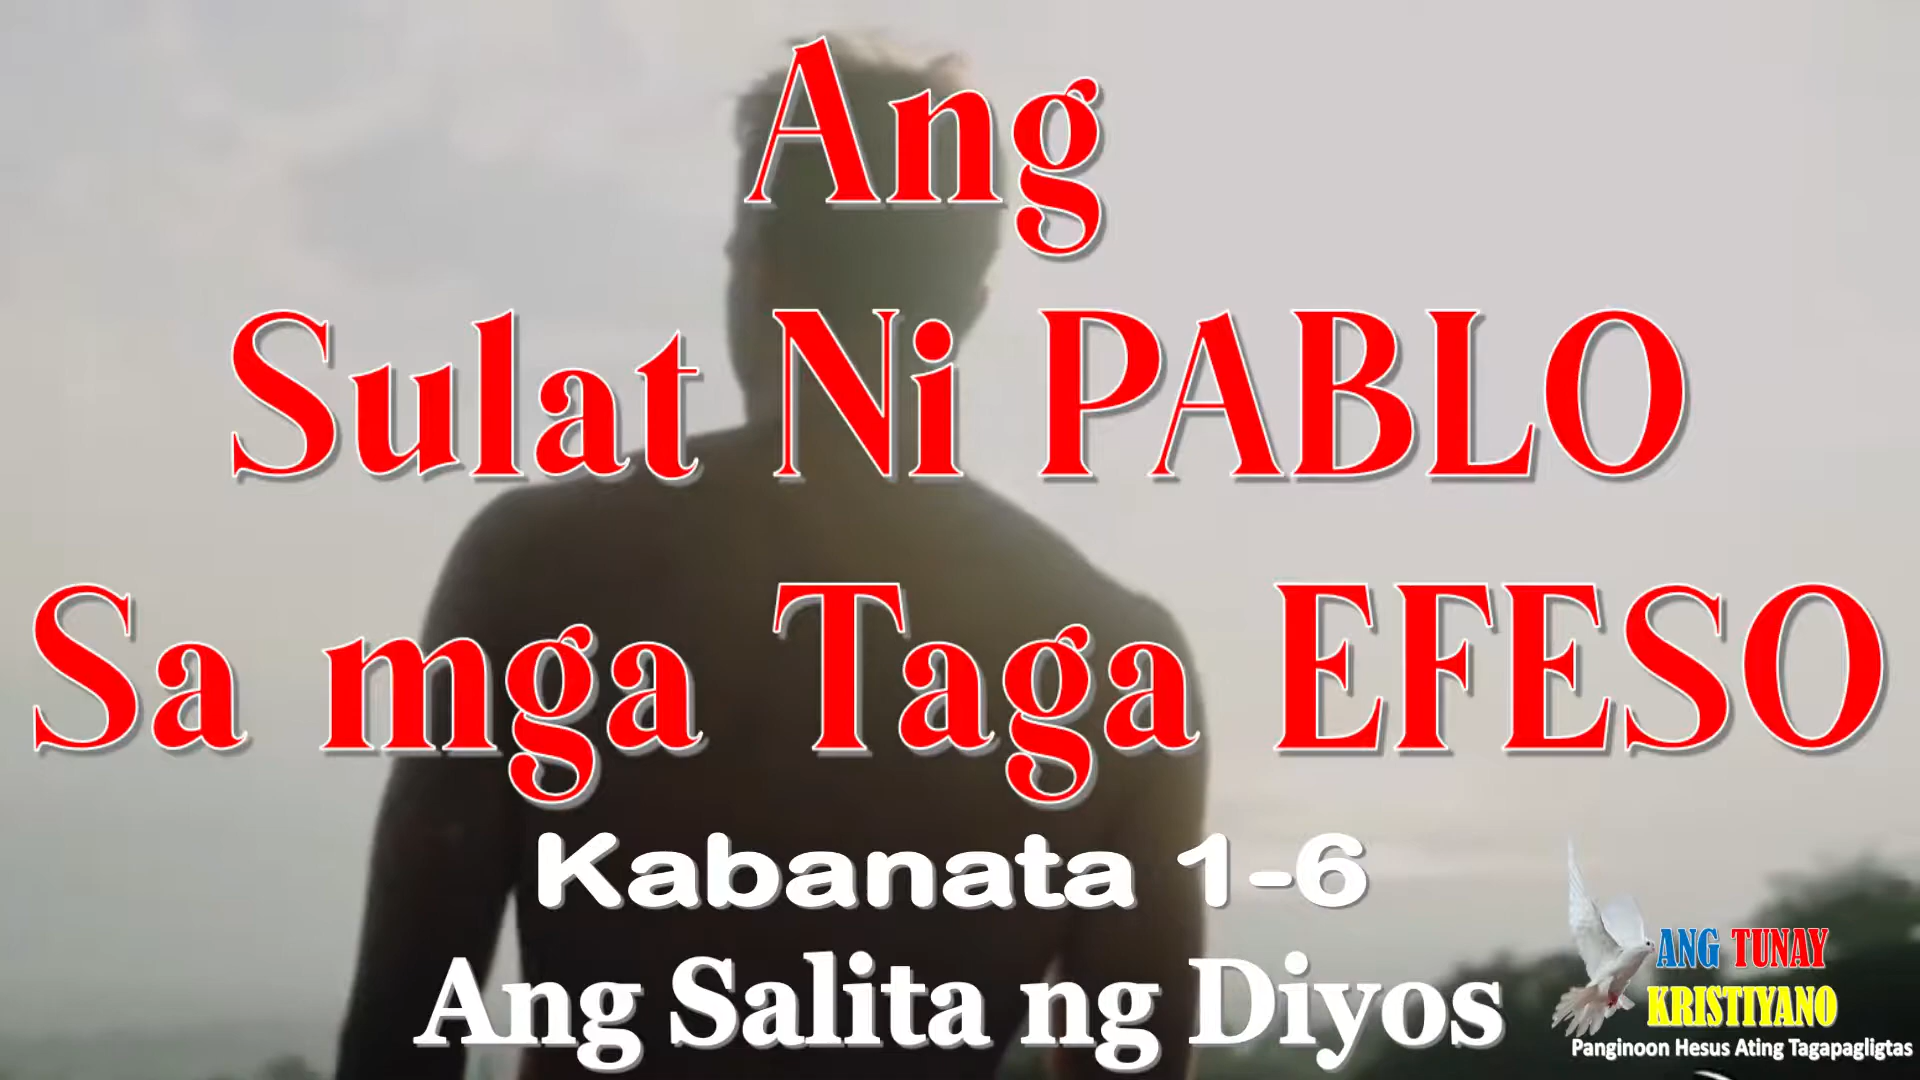 Ang
Sulat Ni PABLO
Sa mga Taga EFESO
Kabanata 1-6
Ang Salita ng Diyos
ANG TUNAY
KRISTIYANO
Panginoon Hesus Ating Tagapagligtas